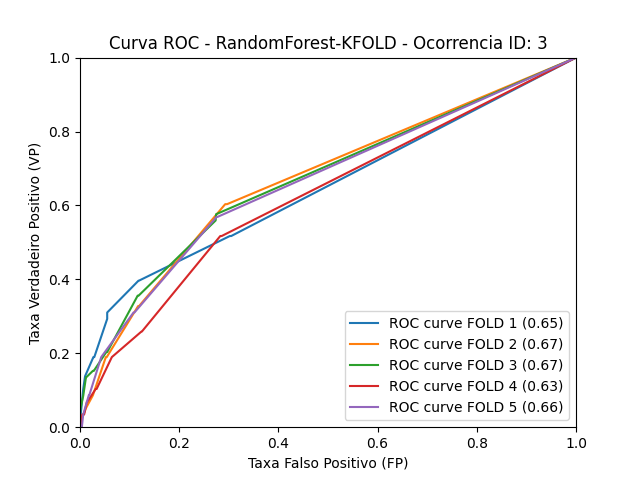 Curva ROC - RandomForest-KFOLD - Ocorrencia ID: 3
Taxa Verdadeiro Positivo (VP)
1.0
0.8
0.6
0.4
0.2
0.0
ROC curve FOLD 1 (0.65)
ROC curve FOLD 2 (0.67)
ROC curve FOLD 3 (0.67)
ROC curve FOLD 4 (0.63)
ROC curve FOLD 5 (0.66)
0.0 0.2 0.4 0.6 0.8 1.0
Taxa Falso Positivo (FP)